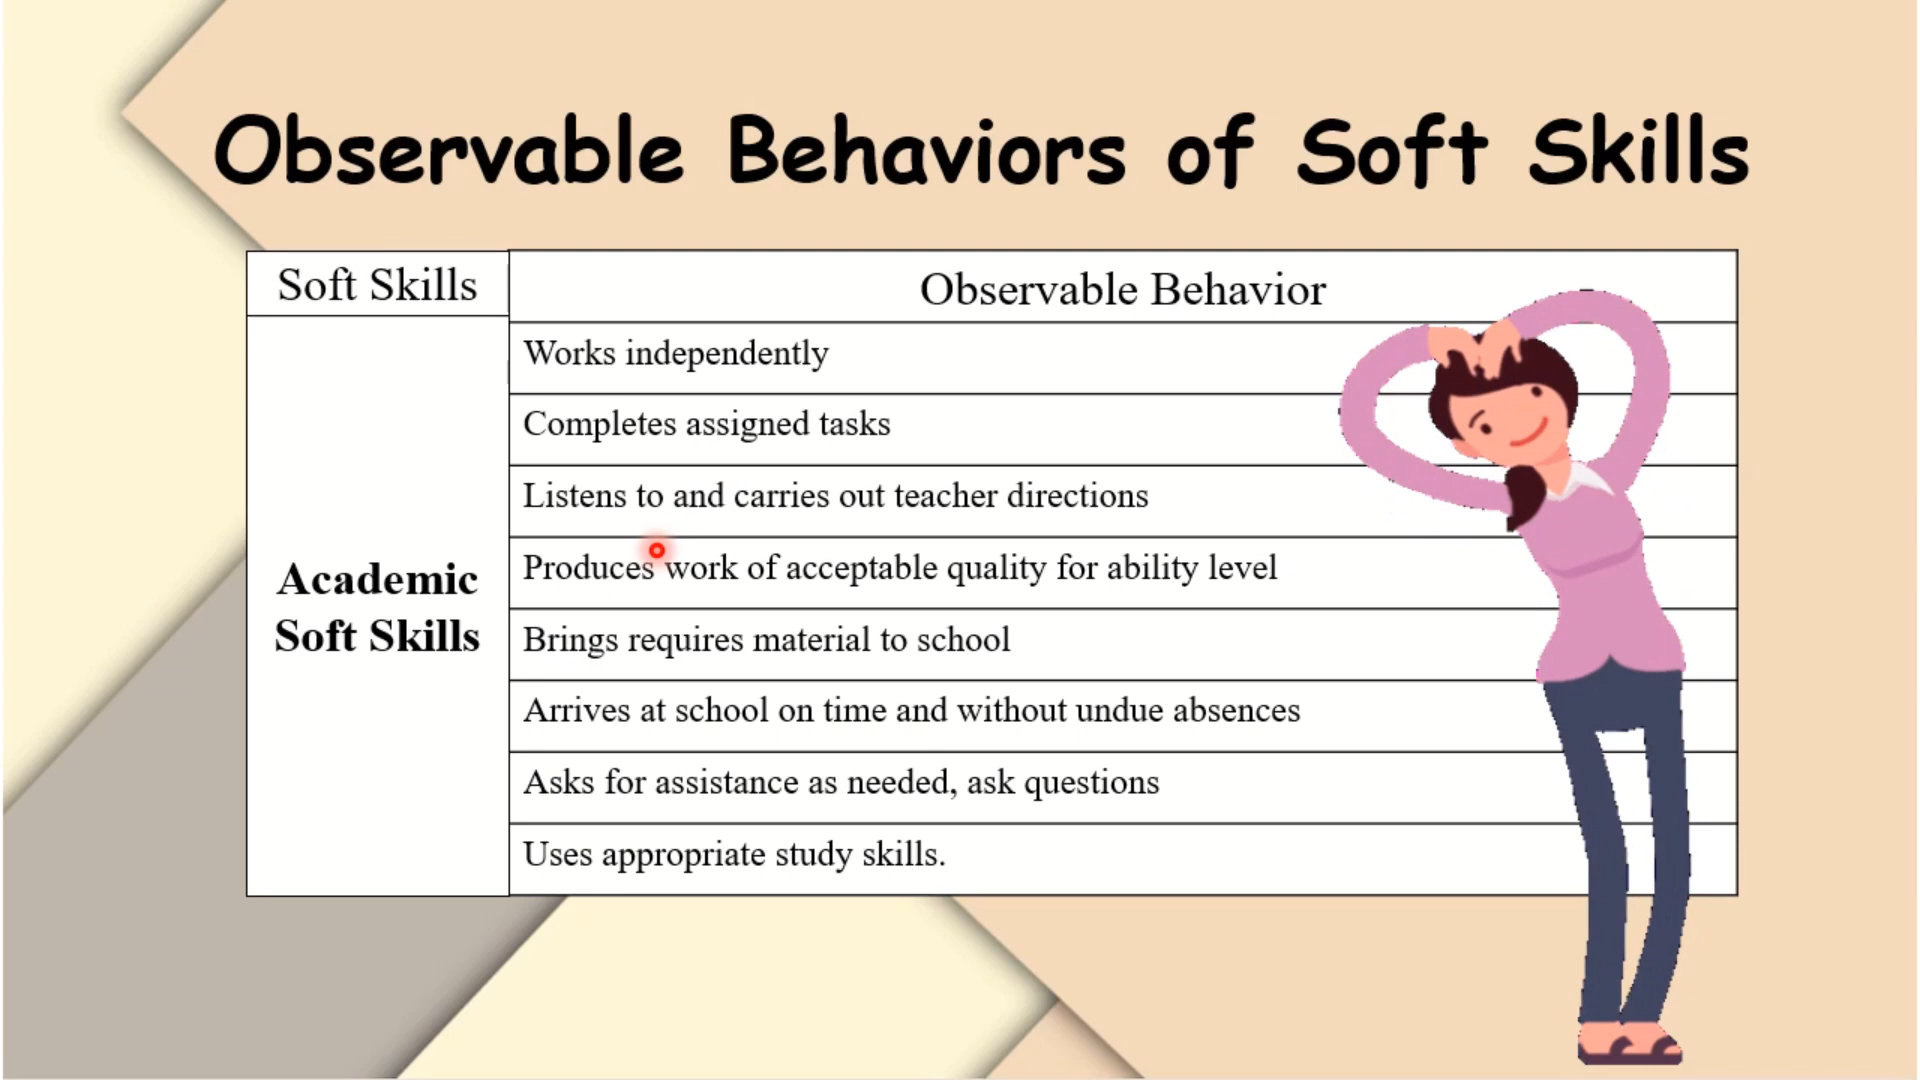 Observable Behaviors of Soft Skills
Soft Skills
Observable Behavior
Academic
Soft Skills
Works independently
Completes assigned tasks
Listens to and carries out teacher directions
Produces work of acceptable quality for ability level
Brings requires material to school
Arrives at school on time and without undue absences
Asks for assistance as needed, ask questions
Uses appropriate study skills.